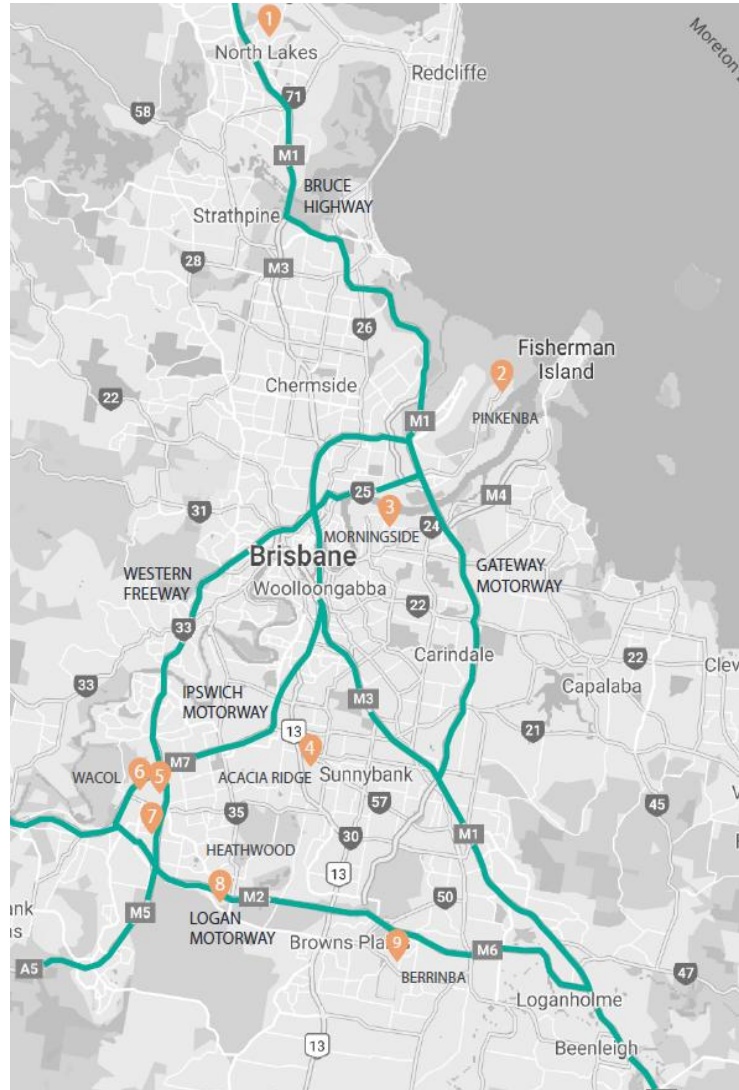 1
North Lakes
Redcliffe
Moreton
71
58
M1
BRUCE
HIGHWAY
Strathpine
28
M3
26
Fisherman
Island
2
Chermside
22
M1
PINKENBA
25
M4
31
3
24
MORNINGSIDE
Brisbane
WESTERN
FREEWAY
GATEWAY
MOTORWAY
Woolloongabba
22
33
Carindale
22
Clev
33
IPSWICH
MOTORWAY
M3
Capalaba
13
21
4
M7
6
5
WACOL
ACACIA RIDGE
Sunnybank
57
45
7
35
30
M1
HEATHWOOD
13
8
M2
50
M5
LOGAN
MOTORWAY
Browns Plains
9
M6
A5
BERRINBA
47
Loganholme
13
Beenleigh